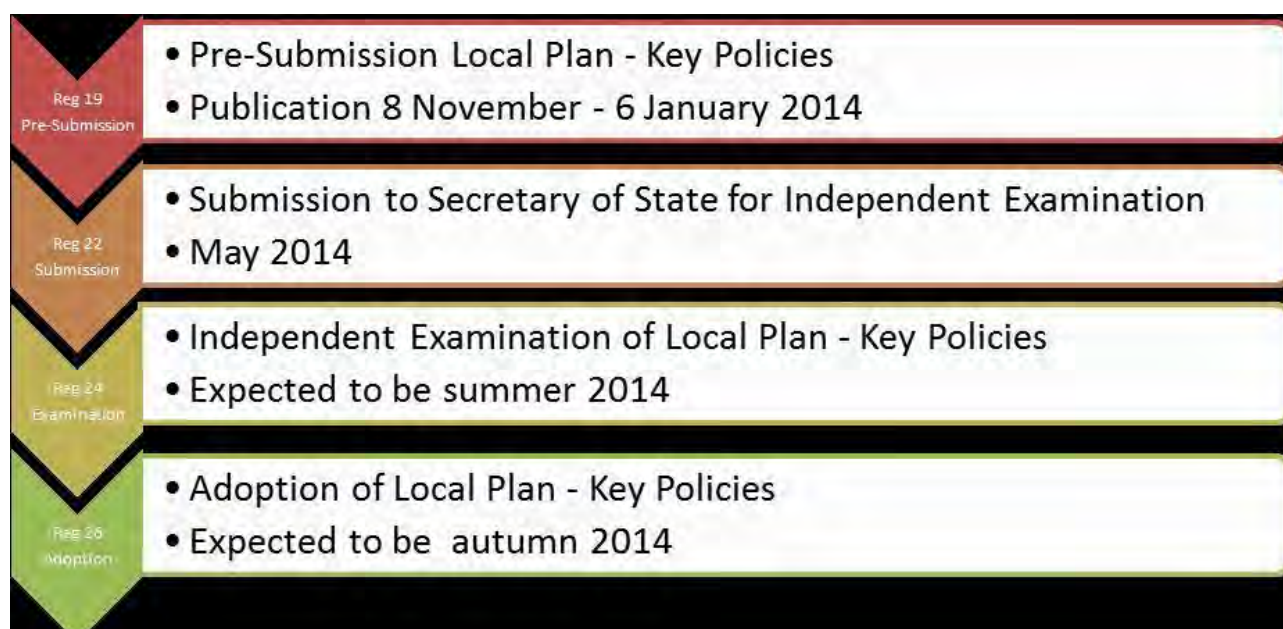 Reg 19
Pre-Submission
• Pre-Submission Local Plan - Key Policies
• Publication 8 November - 6 January 2014
Reg 22
Submission
• Submission to Secretary of State for Independent Examination
• May 2014
Reg 24
Examination
• Independent Examination of Local Plan - Key Policies
• Expected to be summer 2014
Reg 26
Adoption
• Adoption of Local Plan - Key Policies
• Expected to be autumn 2014